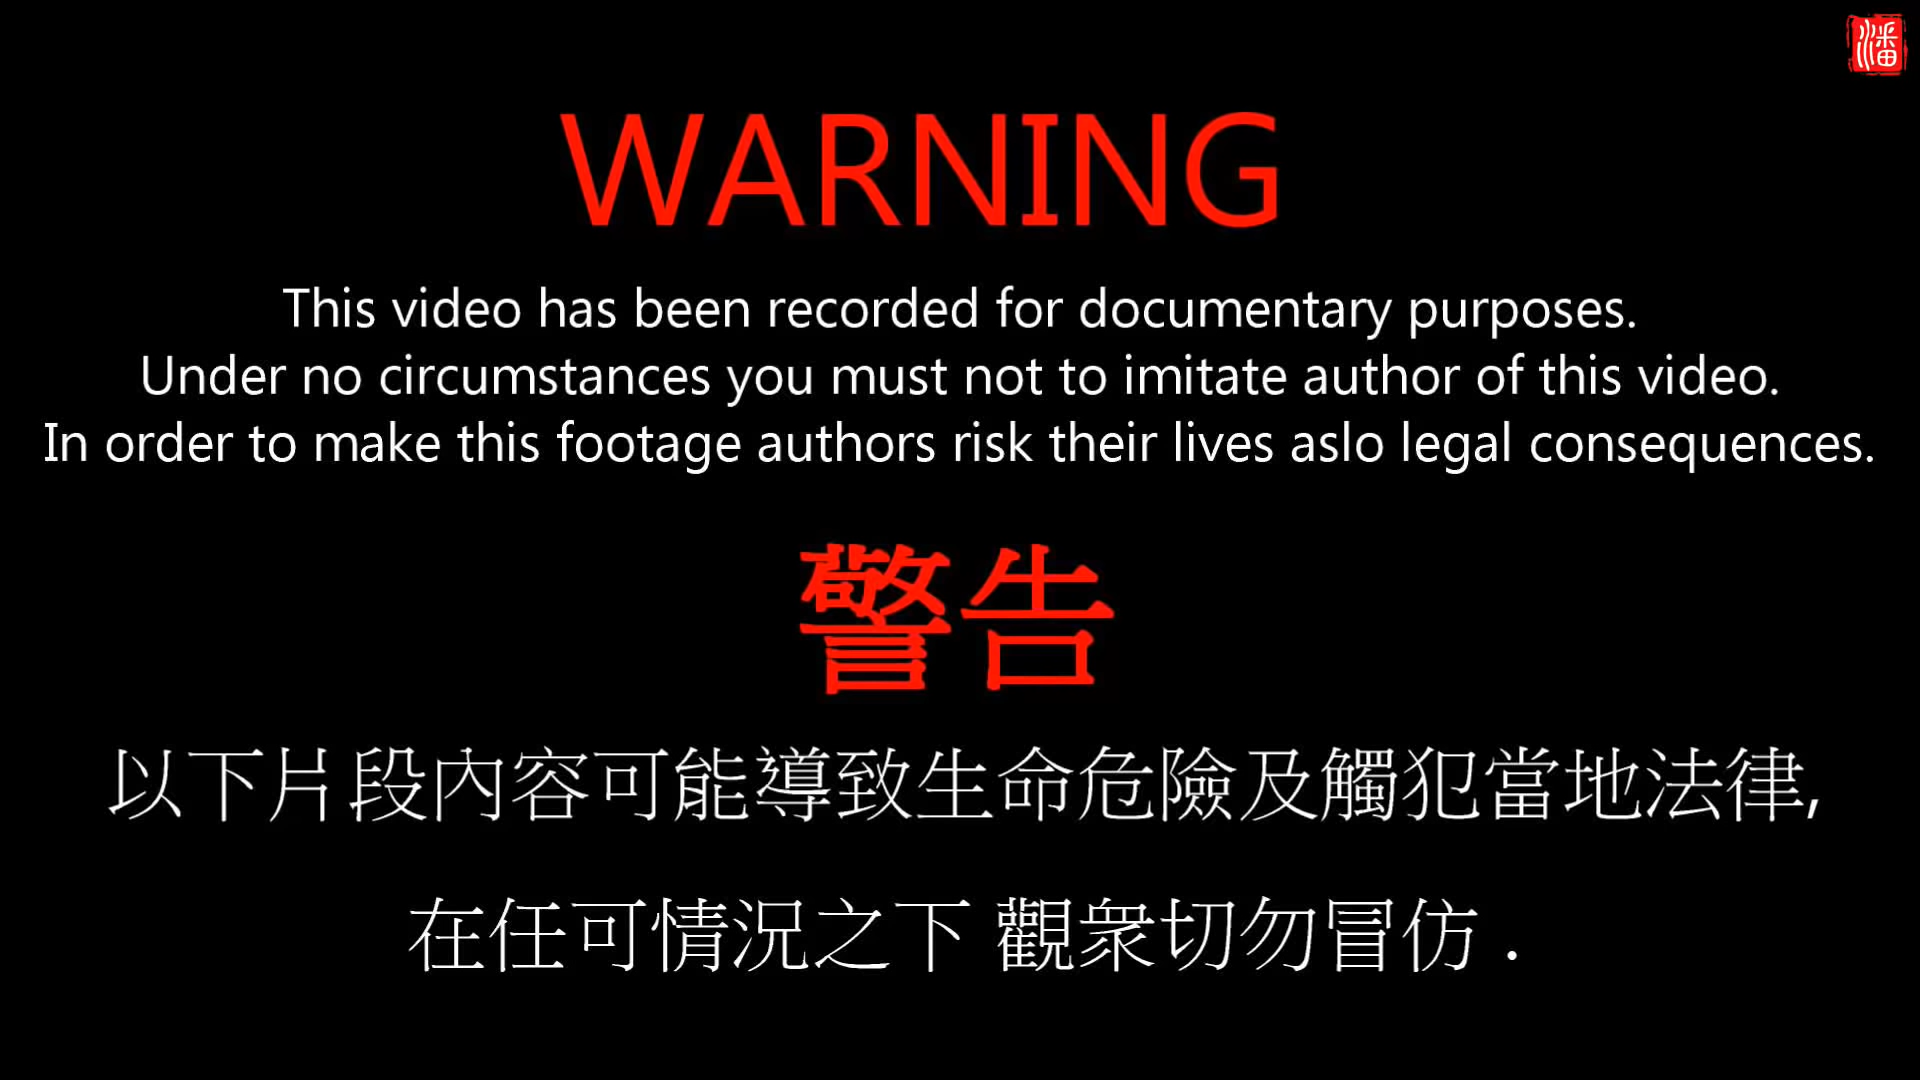 潘
WARNING
This video has been recorded for documentary purposes.
Under no circumstances you must not to imitate author of this video.
In order to make this footage authors risk their lives aslo legal consequences.
警告
以下片段內容可能導致生命危險及觸犯當地法律,
在任可情況之下 觀衆切勿冒仿 .